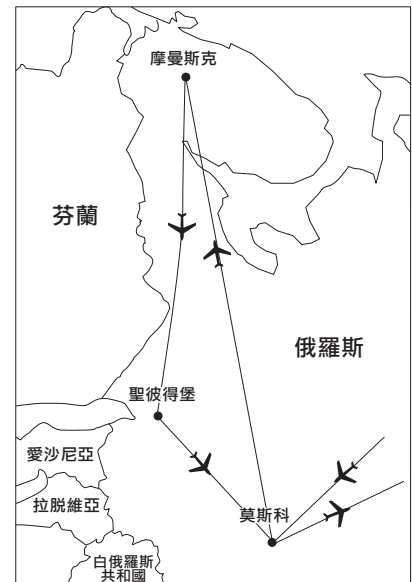 摩曼斯克
芬蘭
俄羅斯
聖彼得堡
愛沙尼亞
拉脫維亞
莫斯科
白俄羅斯
共和國